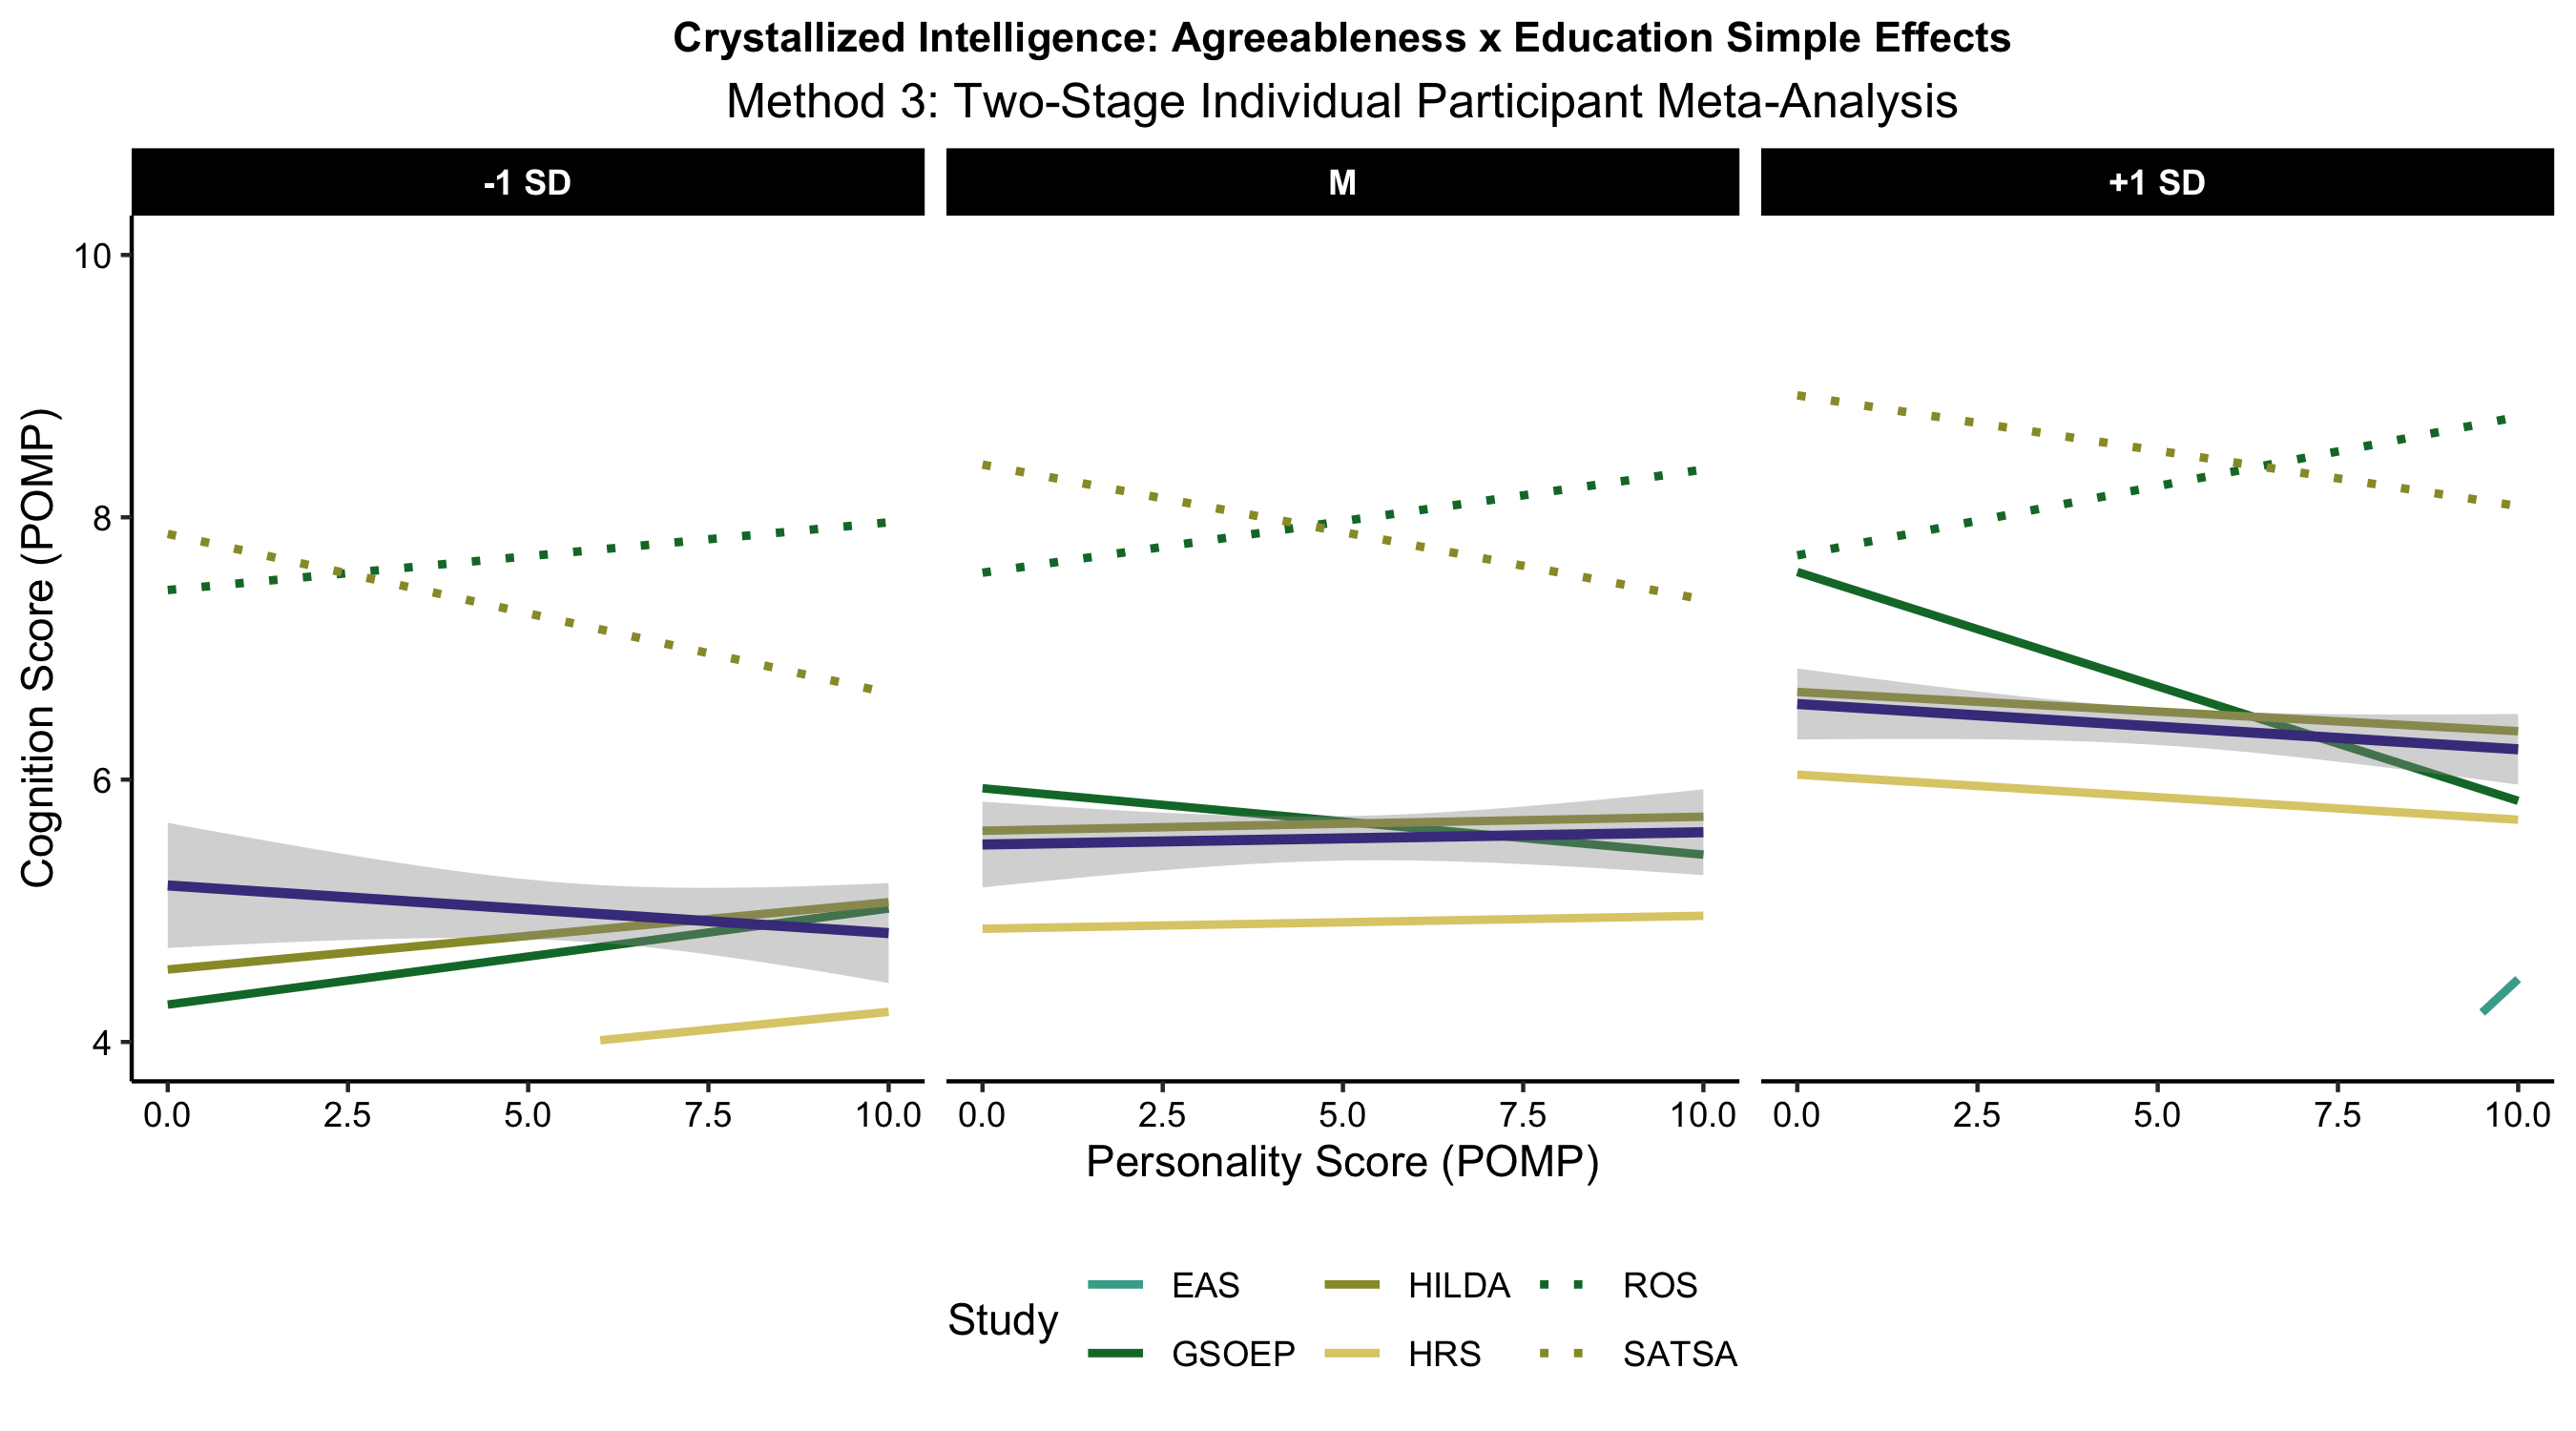 Crystallized Intelligence: Agreeableness x Education Simple Effects
Method 3: Two-Stage Individual Participant Meta-Analysis
-1 SD M +1 SD
Cognition Score (POMP)
10
8
6
4
0.0 2.5 5.0 7.5 10.0 0.0 2.5 5.0 7.5 10.0 0.0 2.5 5.0 7.5 10.0
Personality Score (POMP)
Study
EAS HILDA ROS
GSOEP HRS SATSA